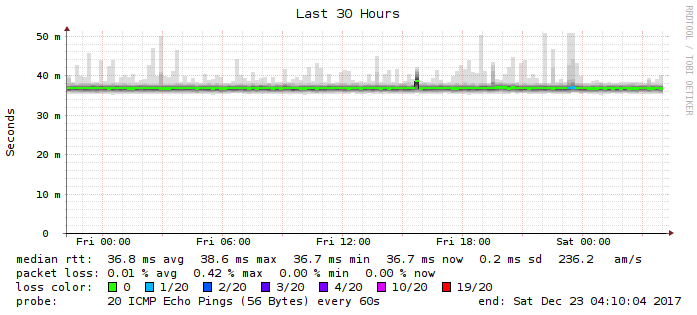 Last 30 Hours
RRDTOOL / TOBI OETIKER
Seconds
50 m
40 m
30 m
20 m
10 m
0
Fri 00:00 Fri 06:00 Fri 12:00 Fri 18:00 Sat 00:00
median rtt: 36.8 ms avg 38.6 ms max 36.7 ms min 36.7 ms now 0.2 ms sd 236.2 am/s
packet loss: 0.01 % avg 0.42 % max 0.00 % min 0.00 % now
loss color: 0 1/20 2/20 3/20 4/20 10/20 19/20
probe: 20 ICMP Echo Pings (56 Bytes) every 60s end: Sat Dec 23 04:10:04 2017